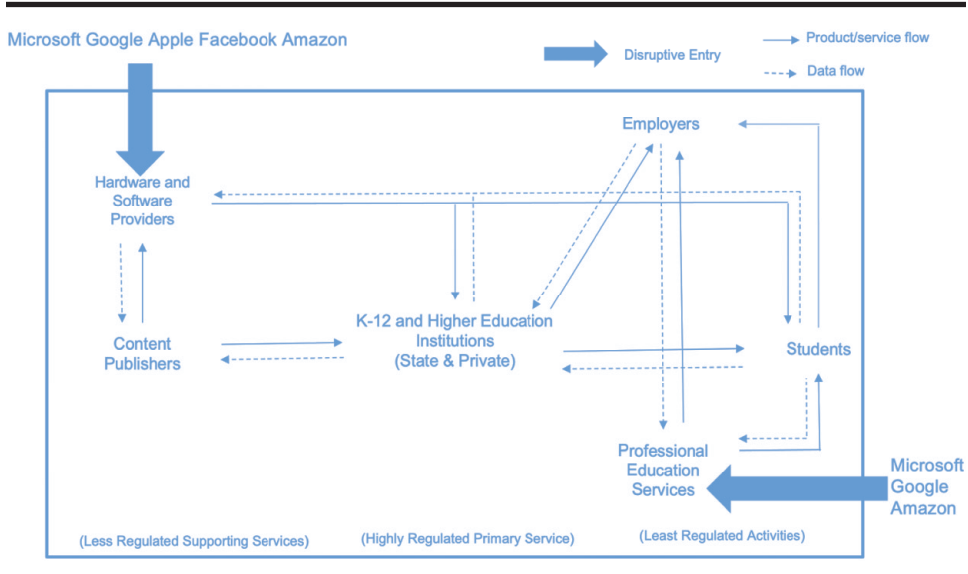 Microsoft Google Apple Facebook Amazon
Disruptive Entry
Product/service flow
Data flow
Employers
Hardware and
Software
Providers
K-12 and Higher Education
Institutions
(State & Private)
Content
Publishers
Students
Professional
Education
Services
Microsoft
Google
Amazon
(Less Regulated Supporting Services)
(Highly Regulated Primary Service)
(Least Regulated Activities)